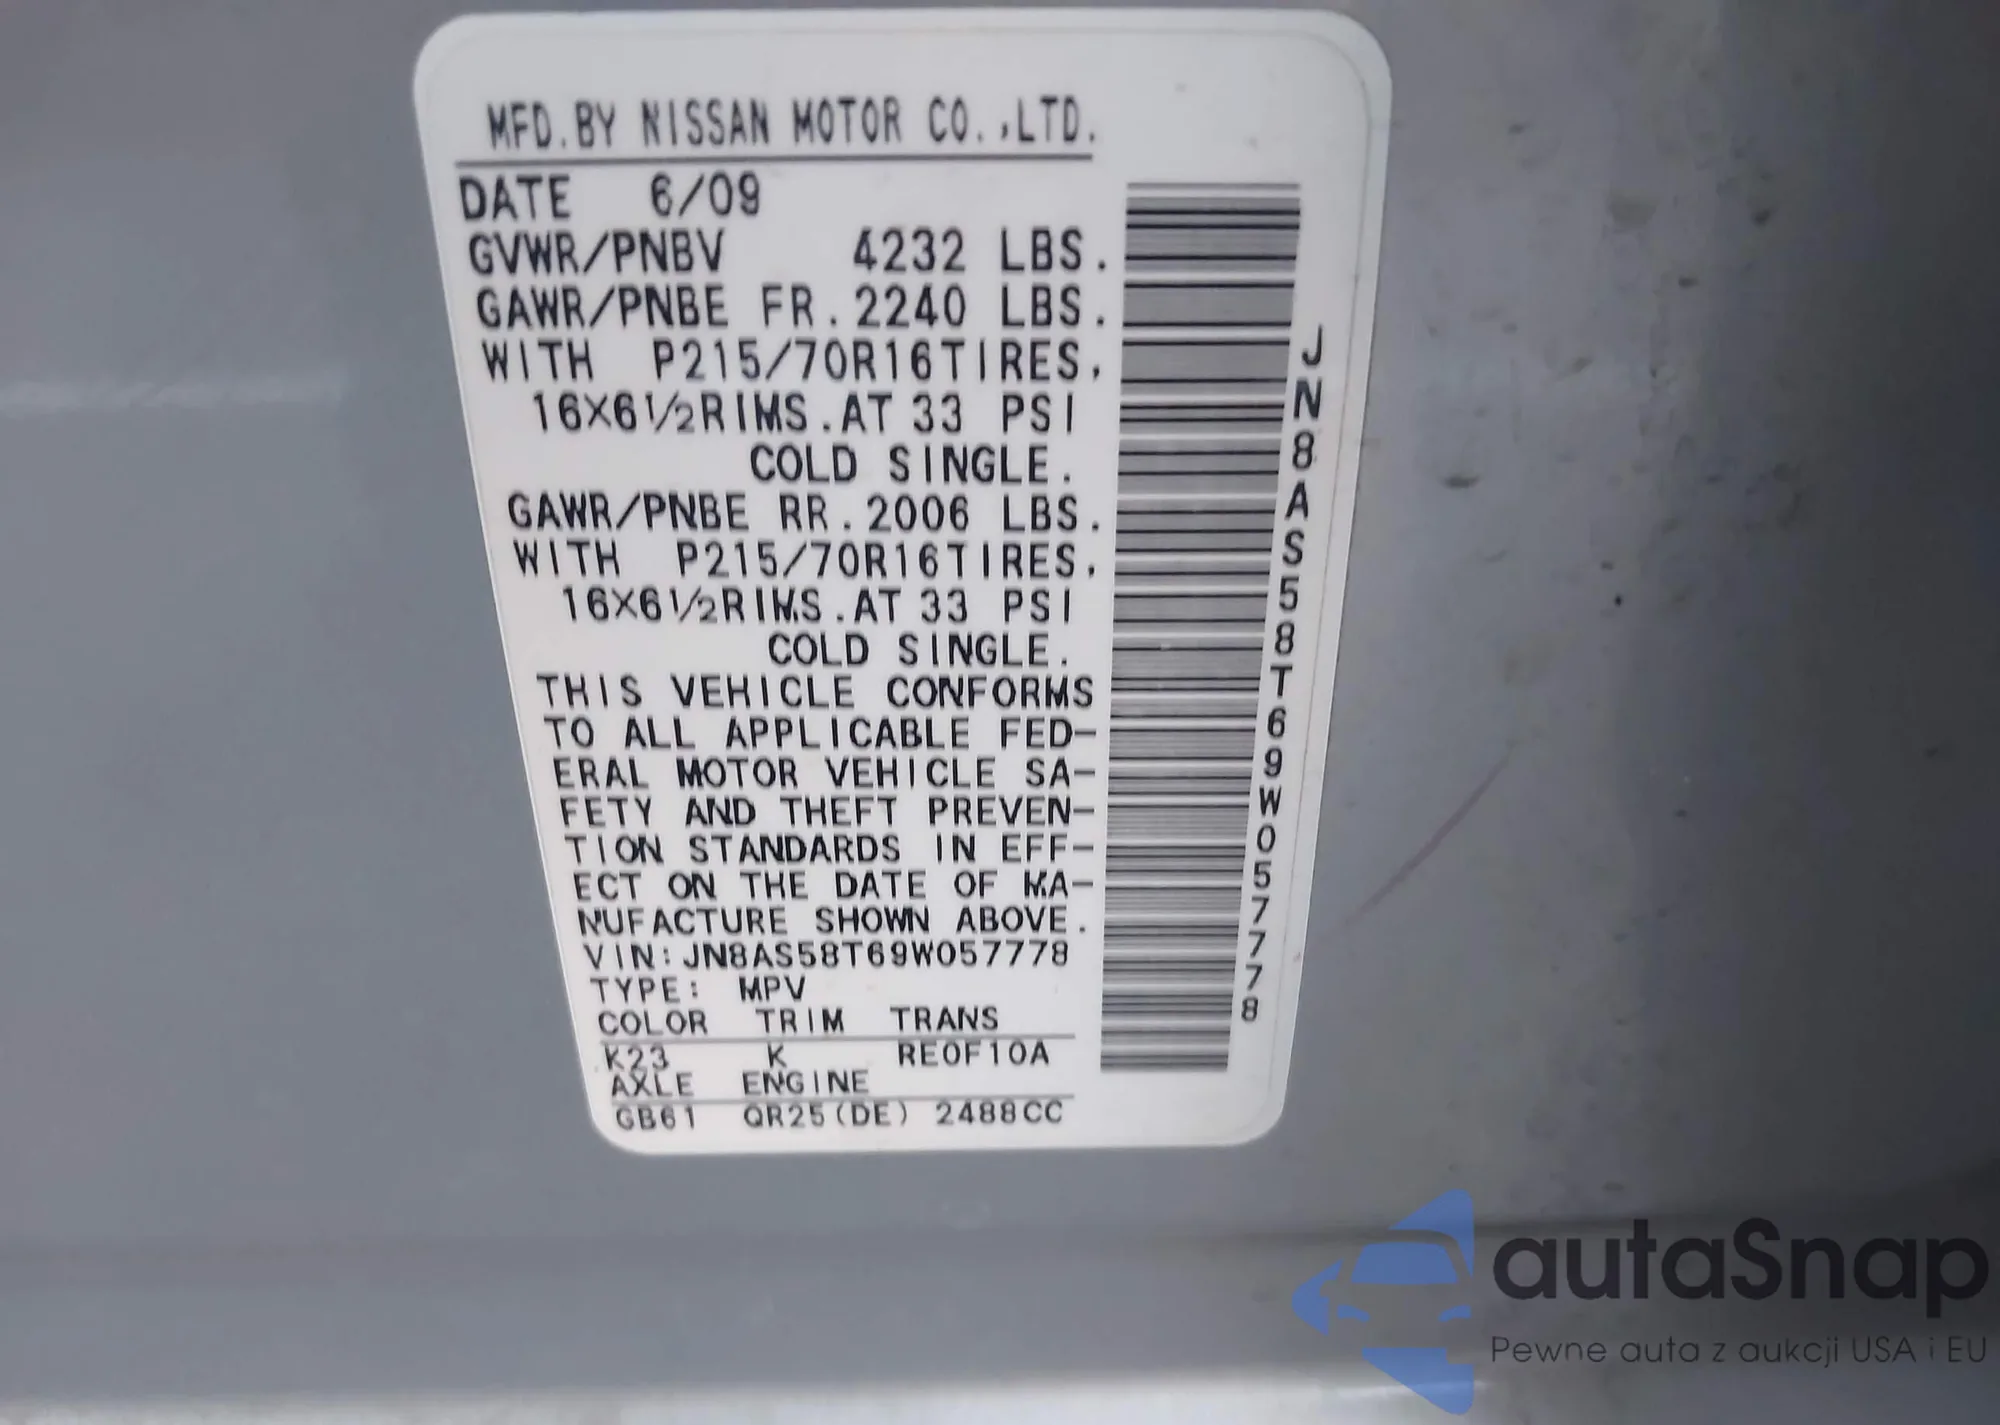 MFD.BY NISSAN MOTOR CO.,LTD.
DATE 6/09
GVWR/PNBV 4232 LBS.
GAWR/PNBE FR.2240 LBS.
WITH P215/70R16TIRES,
16X6 1/2RIMS.AT 33 PSI
COLD SINGLE.
GAWR/PNBE RR.2006 LBS.
WITH P215/70R16TIRES,
16X6 1/2RIMS.AT 33 PSI
COLD SINGLE.
THIS VEHICLE CONFORMS
TO ALL APPLICABLE FED-
ERAL MOTOR VEHICLE SA-
FETY AND THEFT PREVEN-
TION STANDARDS IN EFF-
ECT ON THE DATE OF MA-
NUFACTURE SHOWN ABOVE.
VIN:JN8AS58T69W057778
TYPE: MPV
COLOR TRIM TRANS
K23 K RE0F10A
AXLE ENGINE
GB61 QR25(DE) 2488CC
JN8AS58T69W057778
autaSnap
Pewne auta z aukcji USA i EU